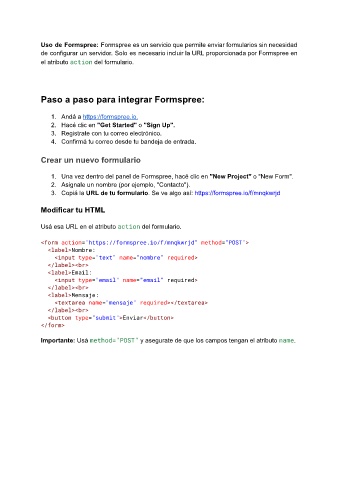 Uso de Formspree: Formspree es un servicio que permite enviar formularios sin necesidad
de configurar un servidor. Solo es necesario incluir la URL proporcionada por Formspree en
el atributo action del formulario.
Paso a paso para integrar Formspree:
1. Andá a https://formspree.io.
2. Hacé clic en "Get Started" o "Sign Up".
3. Registrate con tu correo electrónico.
4. Confirmá tu correo desde tu bandeja de entrada.
Crear un nuevo formulario
1. Una vez dentro del panel de Formspree, hacé clic en "New Project" o "New Form".
2. Asignale un nombre (por ejemplo, "Contacto").
3. Copiá la URL de tu formulario. Se ve algo así: https://formspree.io/f/mnqkwrjd
Modificar tu HTML
Usá esa URL en el atributo action del formulario.
<form action="https://formspree.io/f/mnqkwrjd" method="POST">
<label>Nombre:
<input type="text" name="nombre" required>
</label><br>
<label>Email:
<input type="email" name="email" required>
</label><br>
<label>Mensaje:
<textarea name="mensaje" required></textarea>
</label><br>
<button type="submit">Enviar</button>
</form>
Importante: Usá method="POST" y asegurate de que los campos tengan el atributo name.